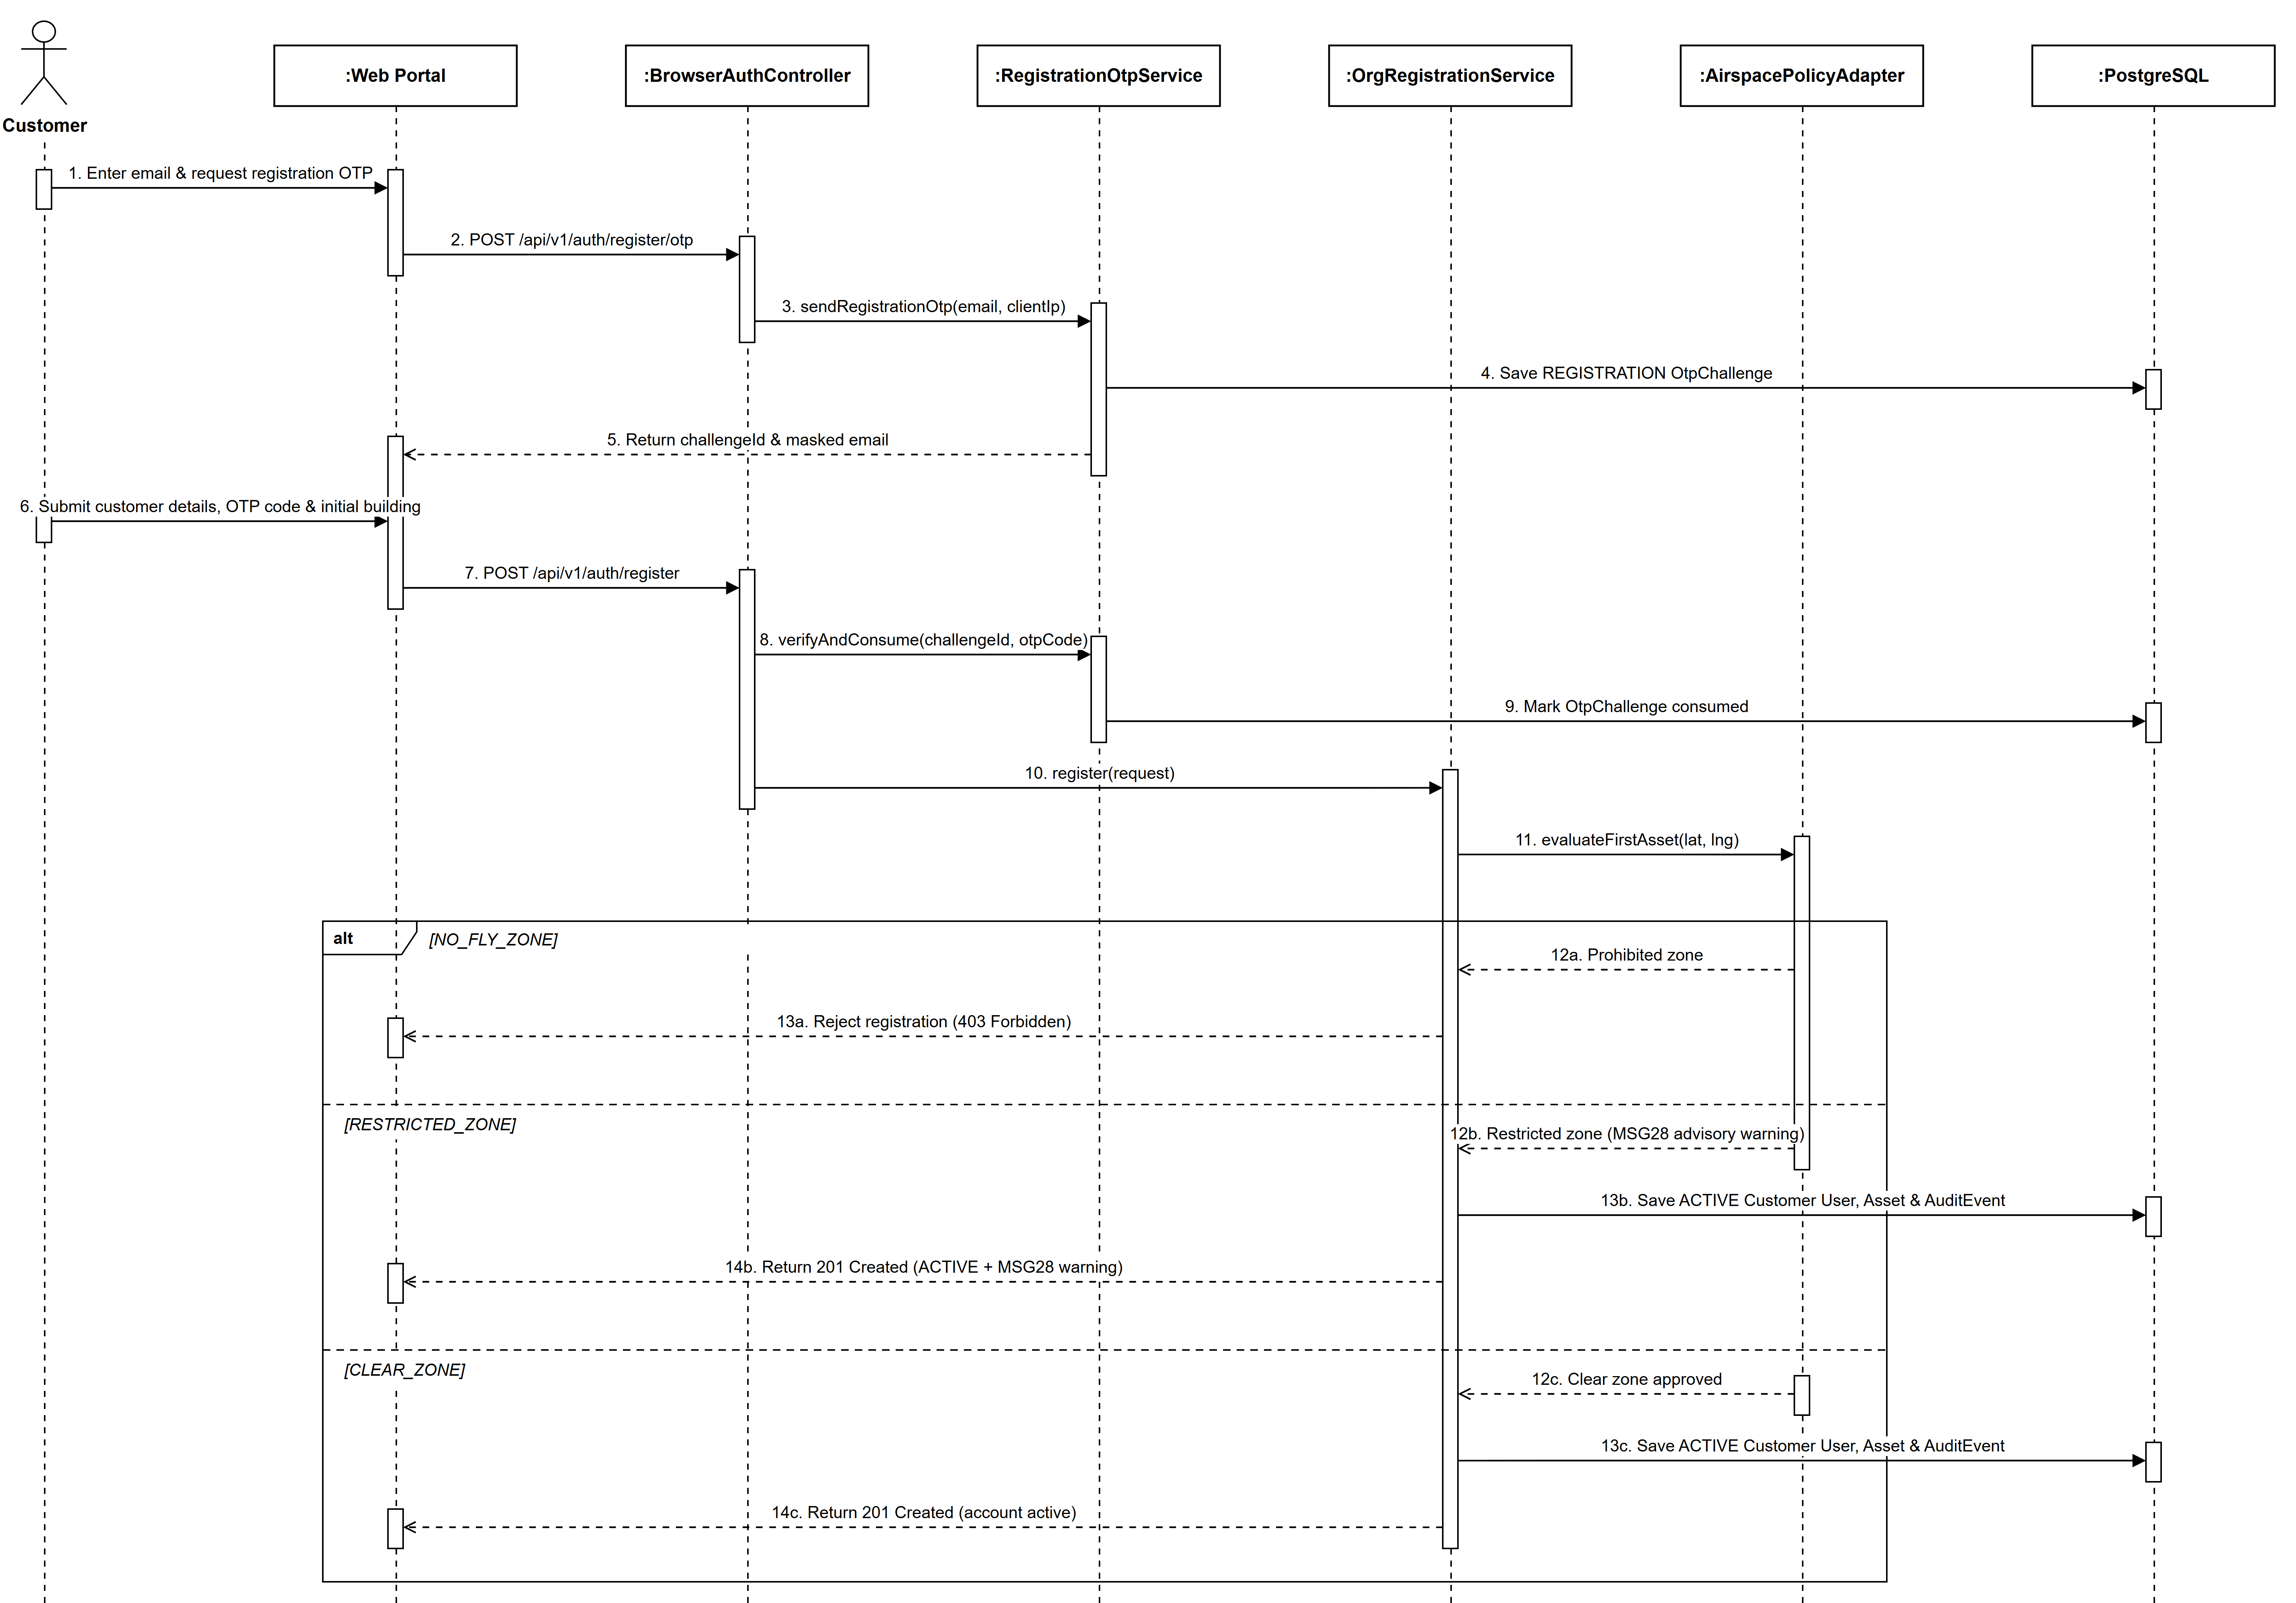 :Web Portal
:BrowserAuthController
:RegistrationOtpService
:OrgRegistrationService
:AirspacePolicyAdapter
:PostgreSQL
Customer
1. Enter email & request registration OTP
2. POST /api/v1/auth/register/otp
3. sendRegistrationOtp(email, clientIp)
4. Save REGISTRATION OtpChallenge
5. Return challengeId & masked email
6. Submit customer details, OTP code & initial building
7. POST /api/v1/auth/register
8. verifyAndConsume(challengeId, otpCode)
9. Mark OtpChallenge consumed
10. register(request)
11. evaluateFirstAsset(lat, lng)
alt
[NO_FLY_ZONE]
12a. Prohibited zone
13a. Reject registration (403 Forbidden)
[RESTRICTED_ZONE]
12b. Restricted zone (MSG28 advisory warning)
13b. Save ACTIVE Customer User, Asset & AuditEvent
14b. Return 201 Created (ACTIVE + MSG28 warning)
[CLEAR_ZONE]
12c. Clear zone approved
13c. Save ACTIVE Customer User, Asset & AuditEvent
14c. Return 201 Created (account active)